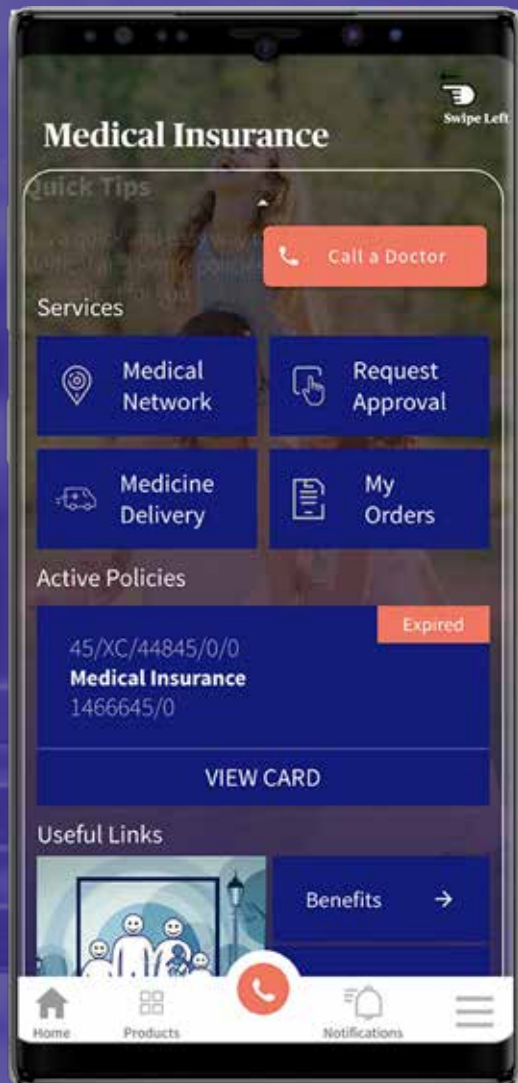 Swipe Left
Medical Insurance
Quick Tips
Call a Doctor
Services
Medical
Network
Request
Approval
Medicine
Delivery
My
Orders
Active Policies
Expired
45/XC/44845/0/0
Medical Insurance
1466645/0
VIEW CARD
Useful Links
Benefits
Home
Products
Notifications